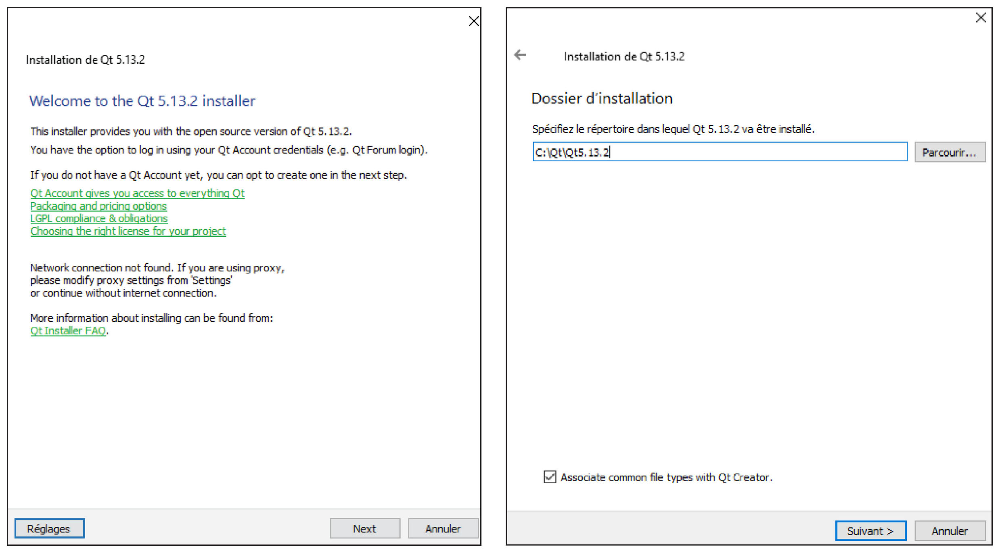 Installation de Qt 5.13.2
Welcome to the Qt 5.13.2 installer
This installer provides you with the open source version of Qt 5.13.2.
You have the option to log in using your Qt Account credentials (e.g. Qt Forum login).
If you do not have a Qt Account yet, you can opt to create one in the next step.
Qt Account gives you access to everything Qt
Packaging and pricing options
LGPL compliance & obligations
Choosing the right license for your project
Network connection not found. If you are using proxy,
please modify proxy settings from 'Settings'
or continue without internet connection.
More information about installing can be found from:
Qt Installer FAQ.
Réglages
Next
Annuler
Installation de Qt 5.13.2
Dossier d'installation
Spécifiez le répertoire dans lequel Qt 5.13.2 va être installé.
C:\Qt\Qt5.13.2
Parcourir...
Associate common file types with Qt Creator.
Suivant >
Annuler